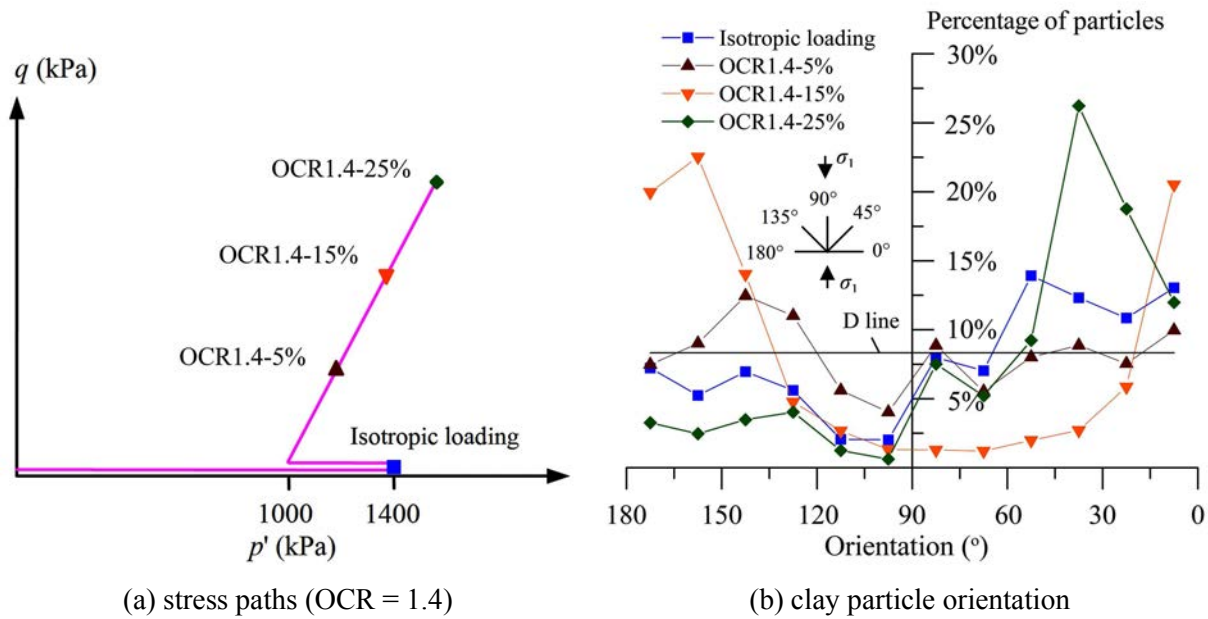 q (kPa)
OCR1.4-25%
OCR1.4-15%
OCR1.4-5%
Isotropic loading
1000
1400
p' (kPa)
(a) stress paths (OCR = 1.4)
Percentage of particles
Isotropic loading
OCR1.4-5%
OCR1.4-15%
OCR1.4-25%
30%
25%
20%
15%
10%
5%
σ1
90°
135°
45°
180°
0°
σ1
D line
180
150
120
90
60
30
0
Orientation (°)
(b) clay particle orientation